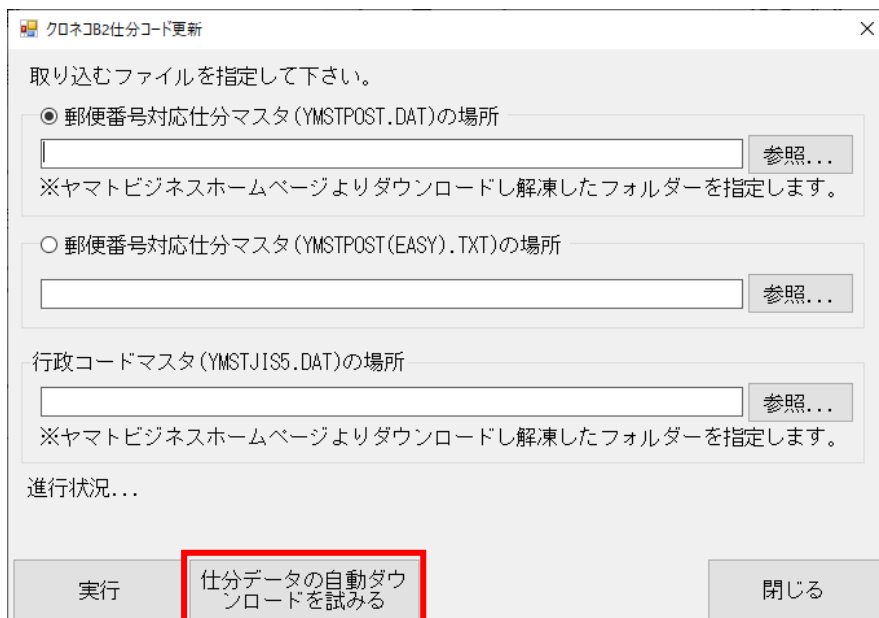 クロネコB2仕分コード更新
取り込むファイルを指定して下さい。
郵便番号対応仕分マスタ(YMSTPOST.DAT)の場所
参照...
※ヤマトビジネスホームページよりダウンロードし解凍したフォルダーを指定します。
郵便番号対応仕分マスタ(YMSTPOST(EASY).TXT)の場所
参照...
行政コードマスタ(YMSTJIS5.DAT)の場所
参照...
※ヤマトビジネスホームページよりダウンロードし解凍したフォルダーを指定します。
進行状況...
実行
仕分データの自動ダウ
ンロードを試みる
閉じる